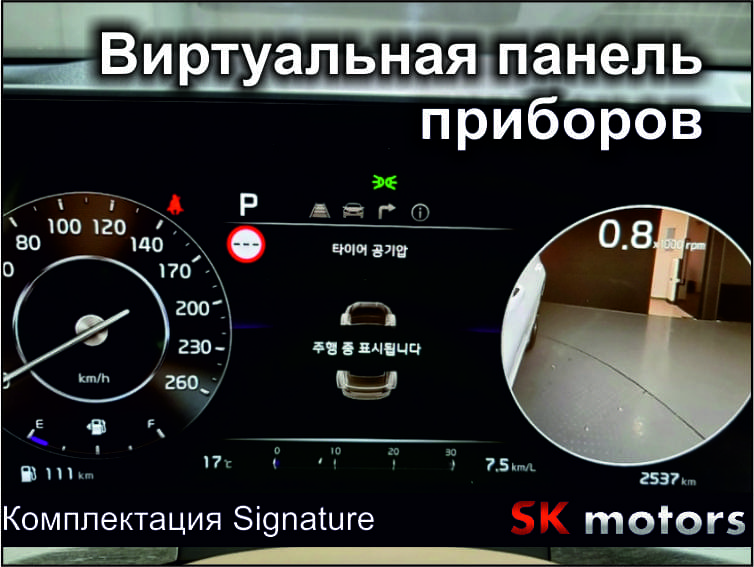 Виртуальная панель
приборов
P
0.8 x1000 rpm
80 100 120 140 170 200 230 260
0
km/h
타이어 공기압
주행 중 표시됩니다
E F
111 km
17℃
0 10 20 30
7.5 km/L
2537 km
Комплектация Signature
SK motors